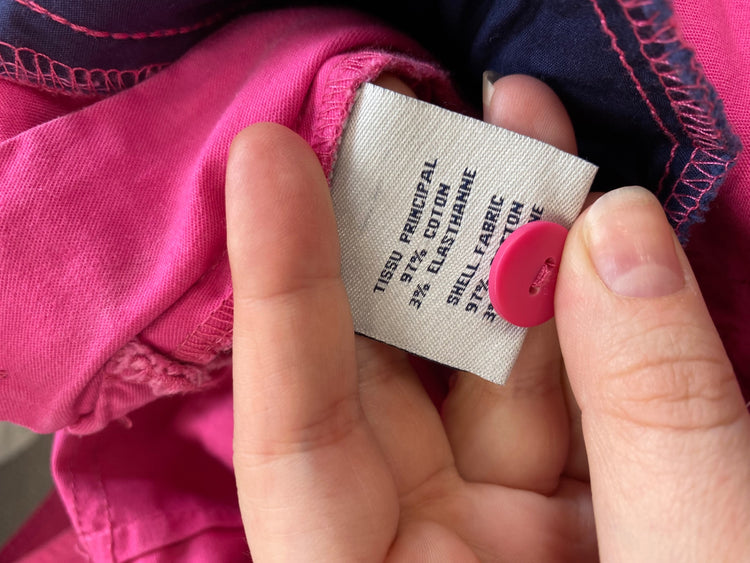 TISSU PRINCIPAL
97% COTON
3% ELASTHANNE
SHELL FABRIC
97%